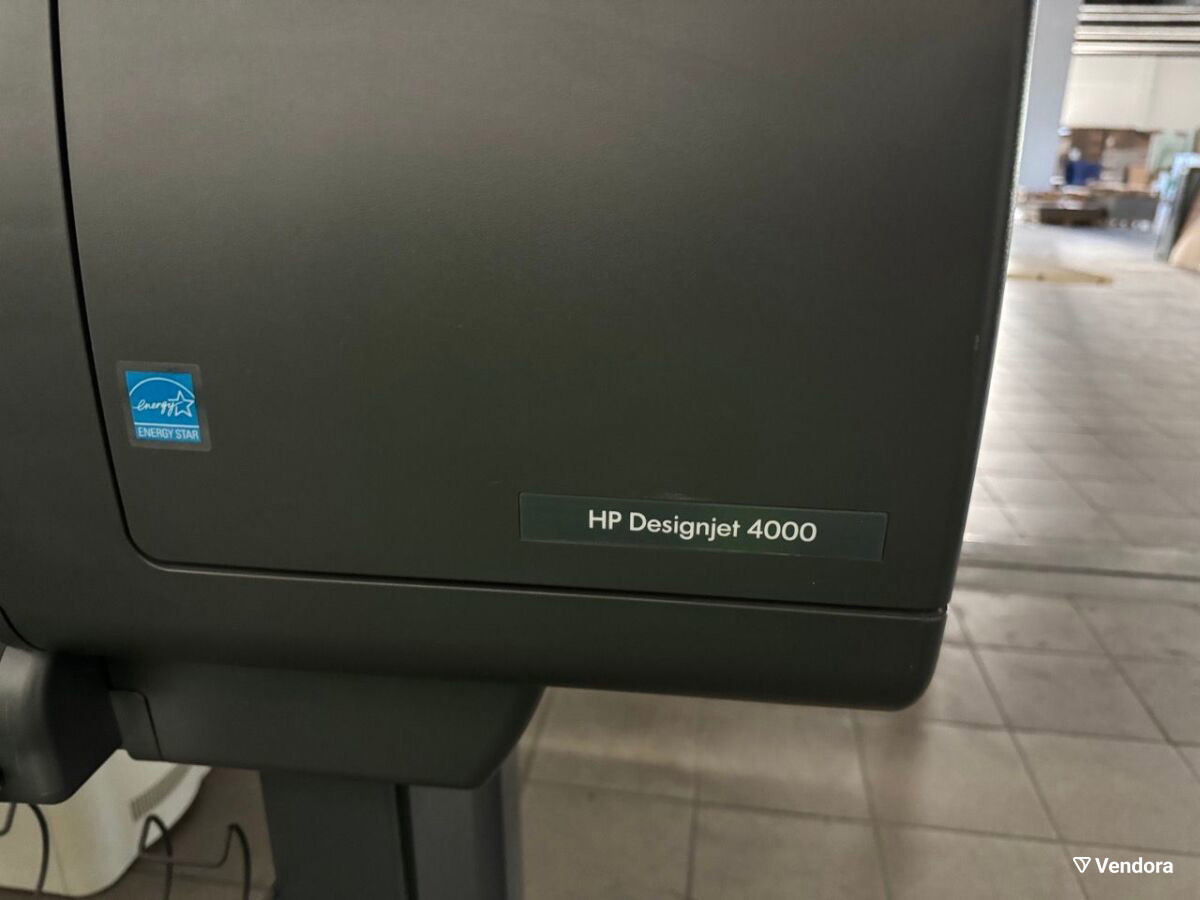 energy
ENERGY STAR
HP Designjet 4000
Vendora